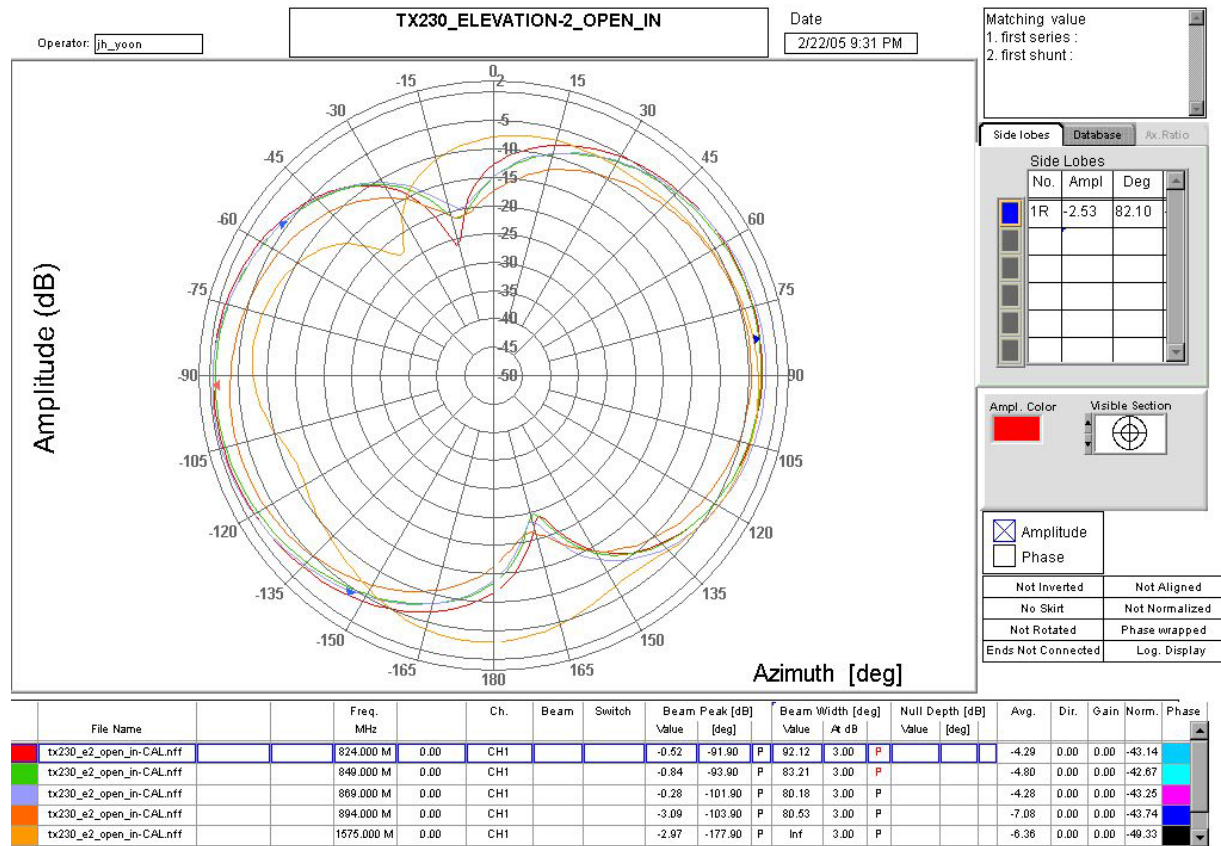 TX230_ELEVATION-2_OPEN_IN
Operator: jh_yoon
Date
2/22/05 9:31 PM
Matching value
1. first series :
2. first shunt :
Side lobes Database Ax.Ratio
Side Lobes
No. Ampl Deg
1R -2.53 82.10
Ampl. Color Visible Section
Amplitude
Phase
Not Inverted Not Aligned
No Skirt Not Normalized
Not Rotated Phase wrapped
Ends Not Connected Log. Display
Amplitude (dB)
Azimuth [deg]
0
15
30
45
60
75
90
105
120
135
150
165
180
-165
-150
-135
-120
-105
-90
-75
-60
-45
-30
-15
2
-5
-10
-15
-20
-25
-30
-35
-40
-45
-50
File Name Freq. MHz Ch. Beam Switch Beam Peak [dB] Beam Width [deg] Null Depth [dB] Avg. Dir. Gain Norm. Phase
Value [deg] Value At dB Value [deg]
tx230_e2_open_in-CAL.nff 824.000 M 0.00 CH1 -0.52 -91.90 P 92.12 3.00 P -4.29 0.00 0.00 -43.14
tx230_e2_open_in-CAL.nff 849.000 M 0.00 CH1 -0.84 -93.90 P 83.21 3.00 P -4.80 0.00 0.00 -42.67
tx230_e2_open_in-CAL.nff 869.000 M 0.00 CH1 -0.28 -101.90 P 80.18 3.00 P -4.28 0.00 0.00 -43.25
tx230_e2_open_in-CAL.nff 894.000 M 0.00 CH1 -3.09 -103.90 P 80.53 3.00 P -7.08 0.00 0.00 -43.74
tx230_e2_open_in-CAL.nff 1575.000 M 0.00 CH1 -2.97 -177.90 P Inf 3.00 P -6.36 0.00 0.00 -49.33